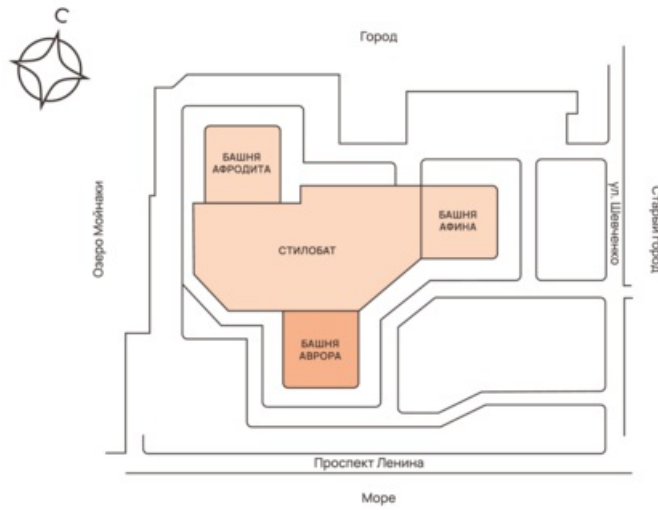 С
Город
БАШНЯ
АФРОДИТА
БАШНЯ
АФИНА
СТИЛОБАТ
БАШНЯ
АВРОРА
Озеро Мойнаки
ул. Шевченко
Старый город
Проспект Ленина
Море